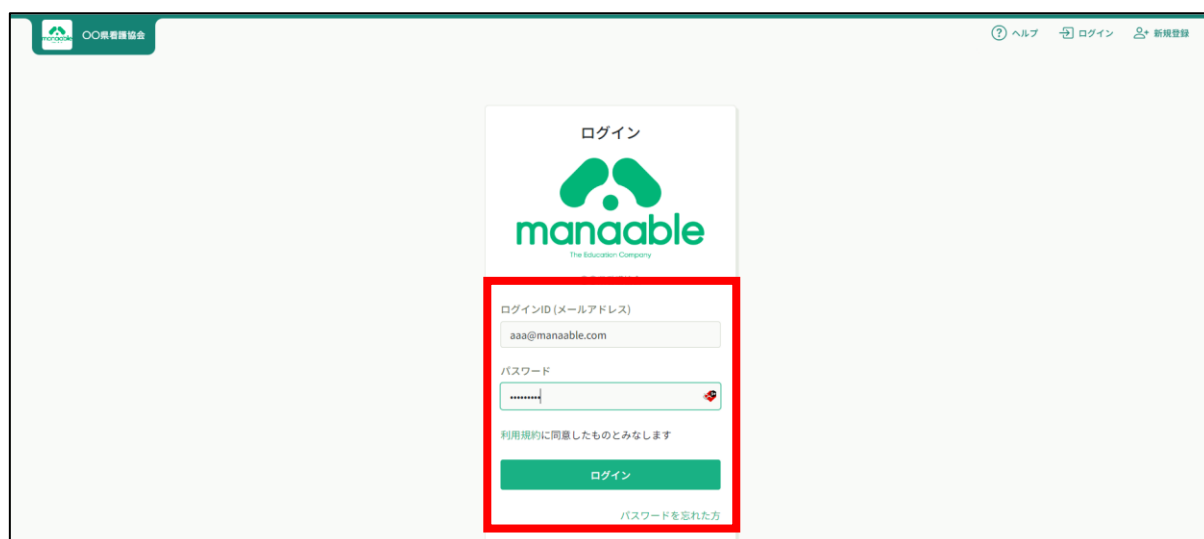 manaable
〇〇県看護協会
ヘルプ
ログイン
新規登録
ログイン
manaable
The Education Company
ログインID (メールアドレス)
aaa@manaable.com
パスワード
利用規約に同意したものとみなします
ログイン
パスワードを忘れた方